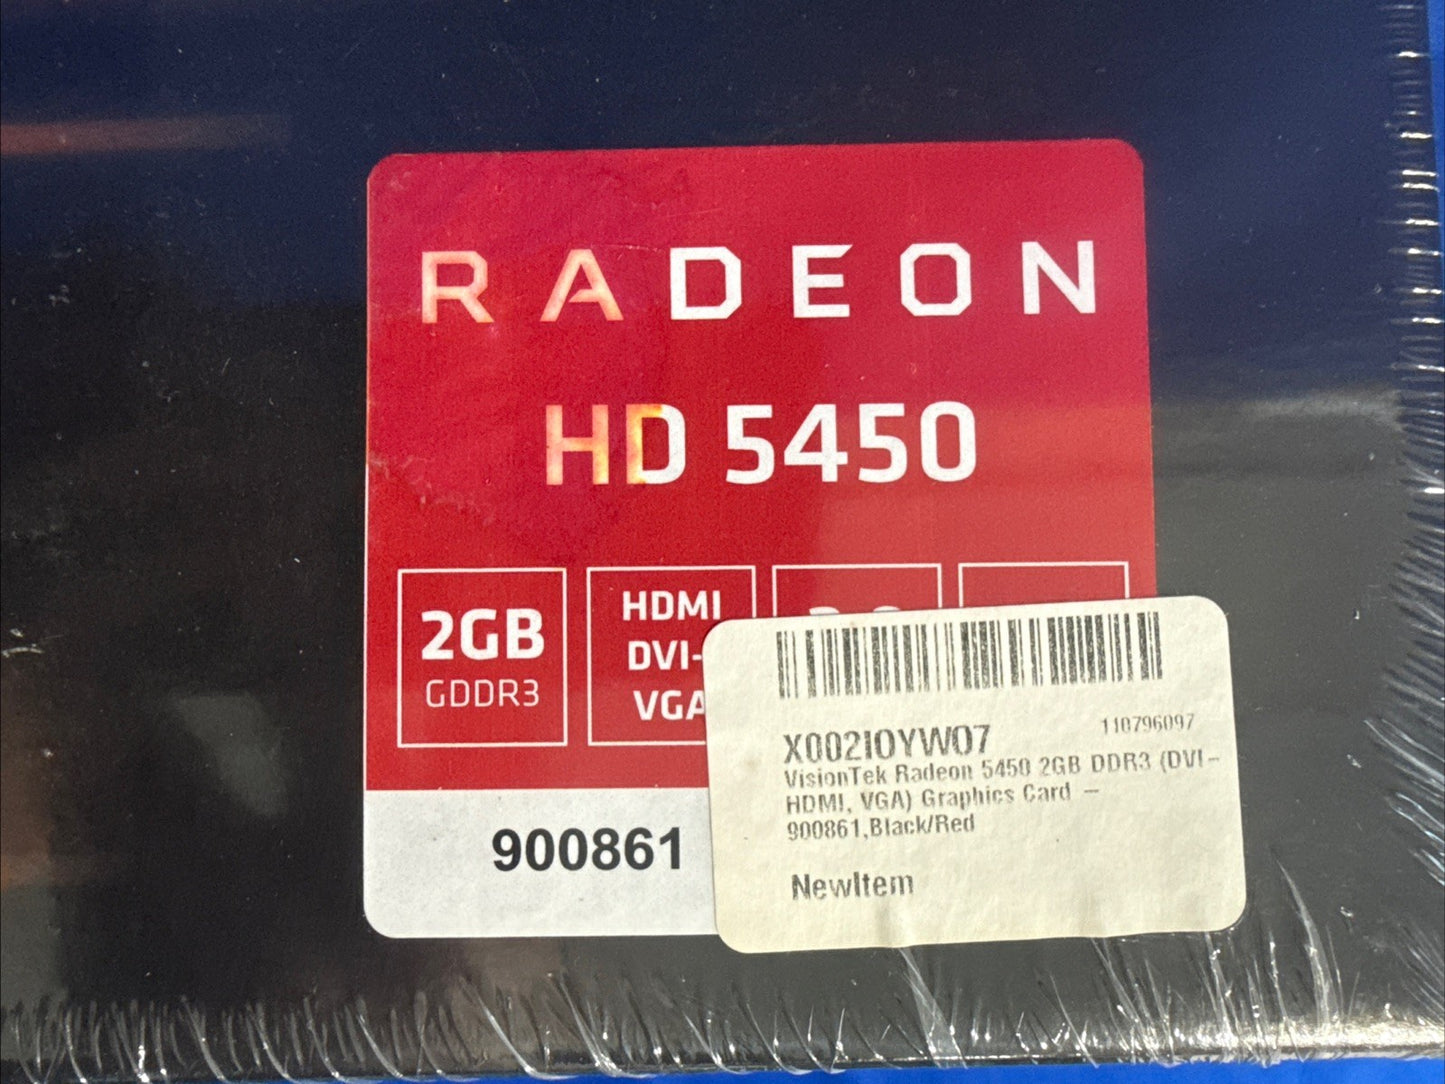 RADEON
HD 5450
2GB
GDDR3
HDMI
DVI-
VGA
900861
X002I0YW07
110796097
VisionTek Radeon 5450 2GB DDR3 (DVI-
HDMI, VGA) Graphics Card –
900861,Black/Red
NewItem